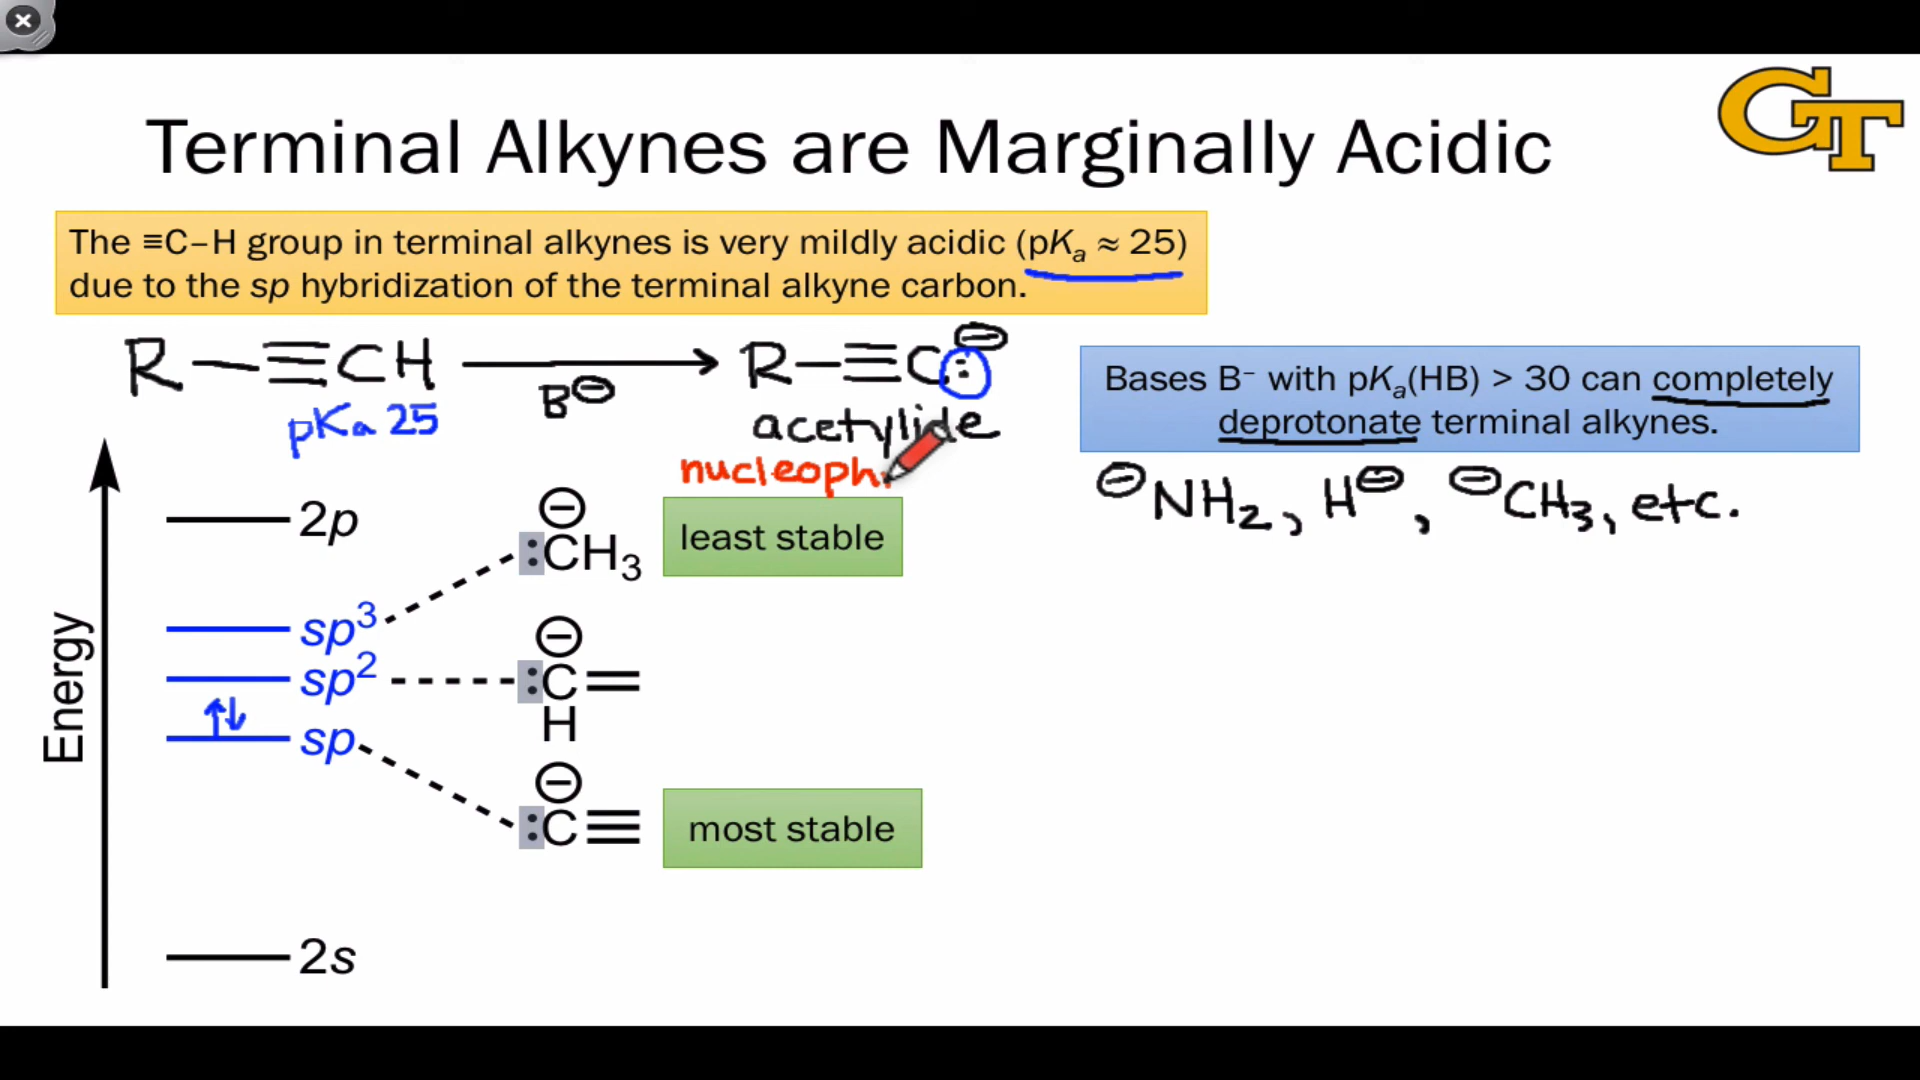 GT
Terminal Alkynes are Marginally Acidic
The ≡C–H group in terminal alkynes is very mildly acidic (pKa ≈ 25)
due to the sp hybridization of the terminal alkyne carbon.
R—≡CH
B⊖
R—≡C:⊖
pKa 25
acetylide
nucleoph
Bases B⁻ with pKa(HB) > 30 can completely
deprotonate terminal alkynes.
⊖NH2, H⊖, ⊖CH3, etc.
Energy
2p
sp³
sp²
sp
2s
⊖
:CH3
least stable
⊖
:C=
H
⊖
:C≡
most stable